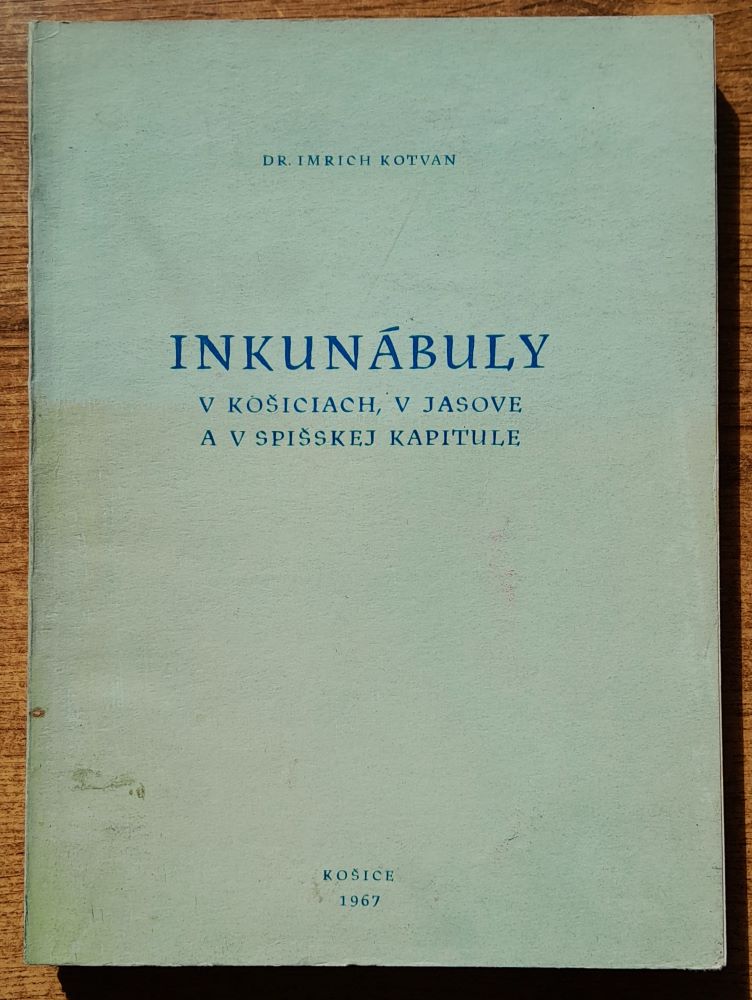 DR. IMRICH KOTVAN
INKUNÁBULY
V KOŠICIACH, V JASOVE
A V SPIŠSKEJ KAPITULE
KOŠICE
1967